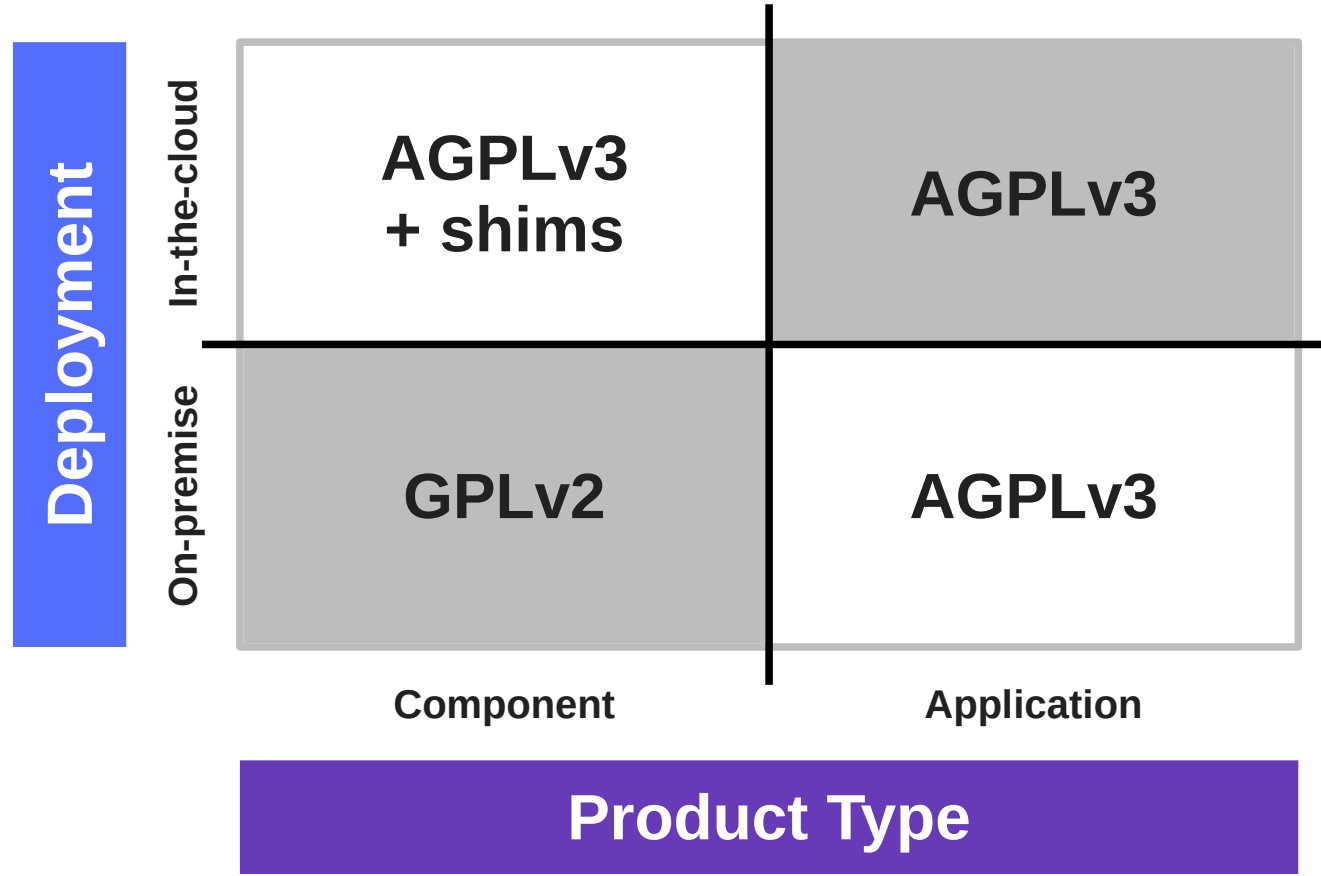 Deployment
In-the-cloud
AGPLv3
+ shims
AGPLv3
On-premise
GPLv2
AGPLv3
Component
Application
Product Type